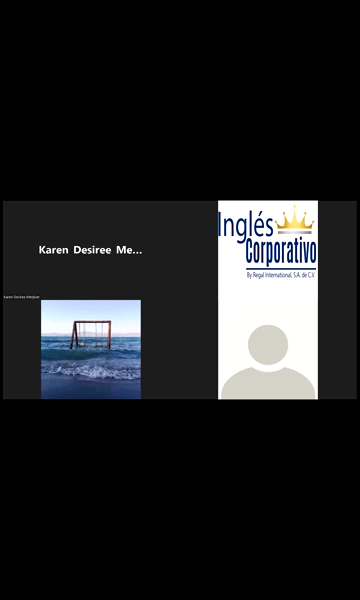 Karen Desiree Me...
Karen Desiree Menjivar
Inglés
Corporativo
By Regal International, S.A. de C.V.